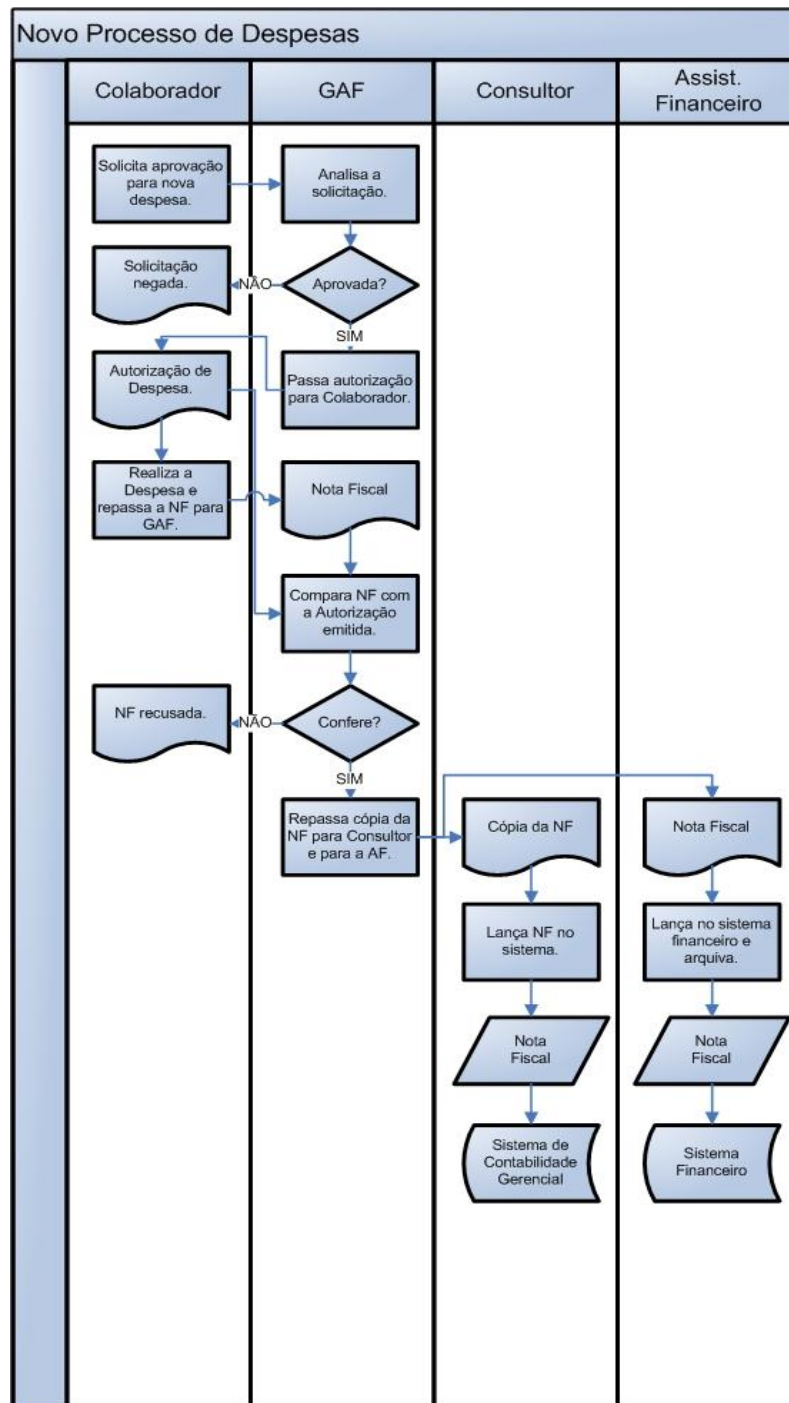 Novo Processo de Despesas
Colaborador
GAF
Consultor
Assist.
Financeiro
Solicita aprovação
para nova
despesa.
Analisa a
solicitação.
Solicitação
negada.
NÃO
Aprovada?
SIM
Autorização de
Despesa.
Passa autorização
para Colaborador.
Realiza a
Despesa e
repassa a NF para
GAF.
Nota Fiscal
Compara NF com
a Autorização
emitida.
NF recusada.
NÃO
Confere?
SIM
Repassa cópia da
NF para Consultor
e para a AF.
Cópia da NF
Nota Fiscal
Lança NF no
sistema.
Lança no sistema
financeiro e
arquiva.
Nota
Fiscal
Nota
Fiscal
Sistema de
Contabilidade
Gerencial
Sistema
Financeiro